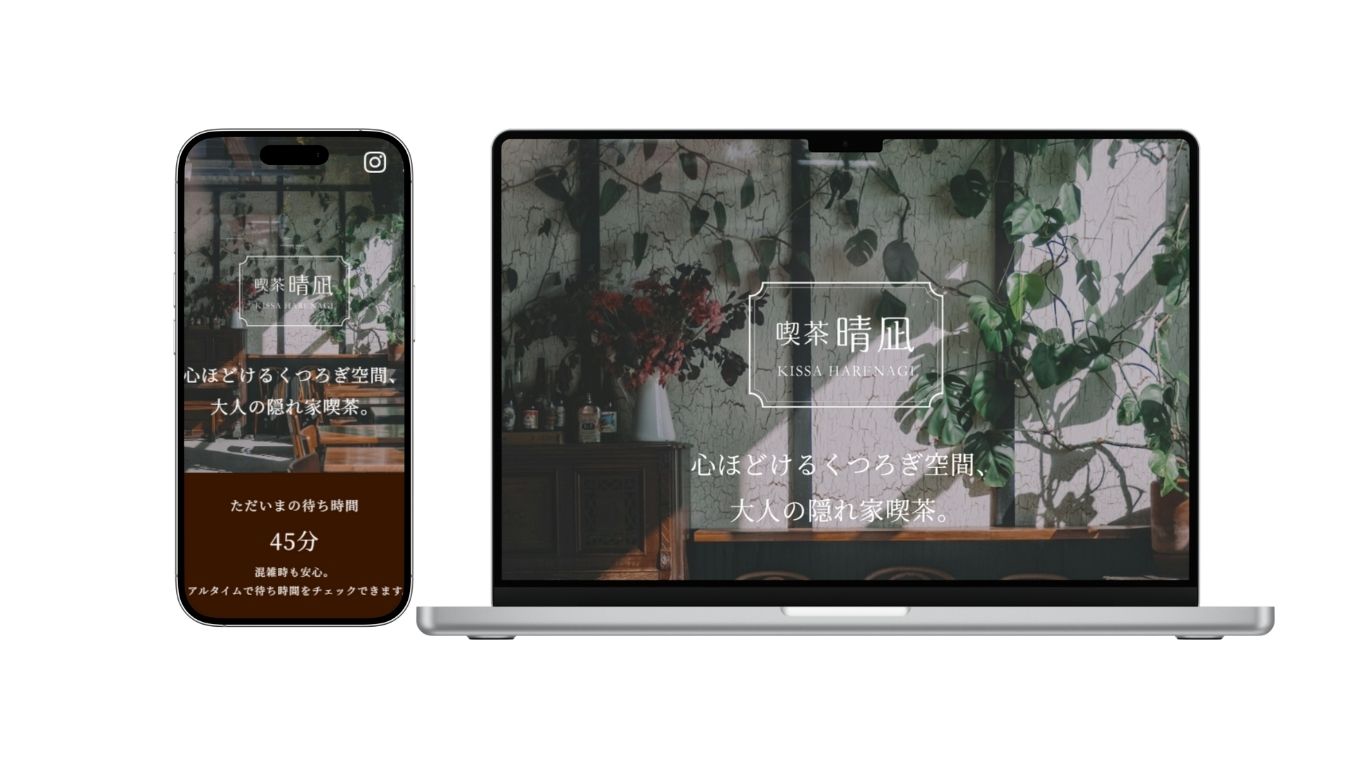 喫茶 晴凪
KISSA HARENAGI
心ほどけるくつろぎ空間、
大人の隠れ家喫茶。
ただいまの待ち時間
45分
混雑時も安心。
アルタイムで待ち時間をチェックできます
喫茶 晴凪
KISSA HARENAGI
心ほどけるくつろぎ空間、
大人の隠れ家喫茶。